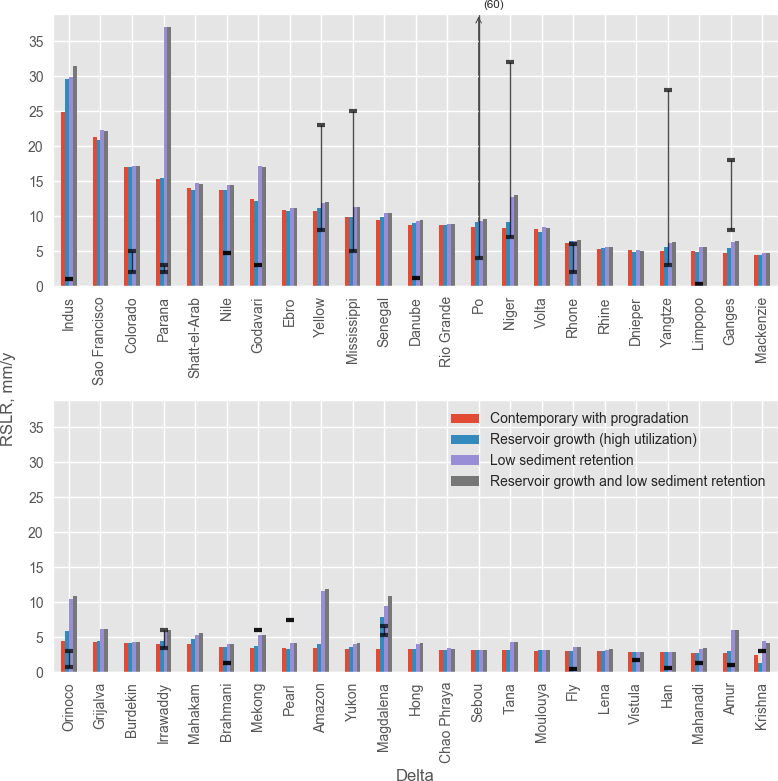 (60)
35
30
25
20
15
10
5
0
Indus
Sao Francisco
Colorado
Parana
Shatt-el-Arab
Nile
Godavari
Ebro
Yellow
Mississippi
Senegal
Danube
Rio Grande
Po
Niger
Volta
Rhone
Rhine
Dnieper
Yangtze
Limpopo
Ganges
Mackenzie
RSLR, mm/y
Contemporary with progradation
Reservoir growth (high utilization)
Low sediment retention
Reservoir growth and low sediment retention
35
30
25
20
15
10
5
0
Orinoco
Grijalva
Burdekin
Irrawaddy
Mahakam
Brahmani
Mekong
Pearl
Amazon
Yukon
Magdalena
Hong
Chao Phraya
Sebou
Tana
Moulouya
Fly
Lena
Vistula
Han
Mahanadi
Amur
Krishna
Delta